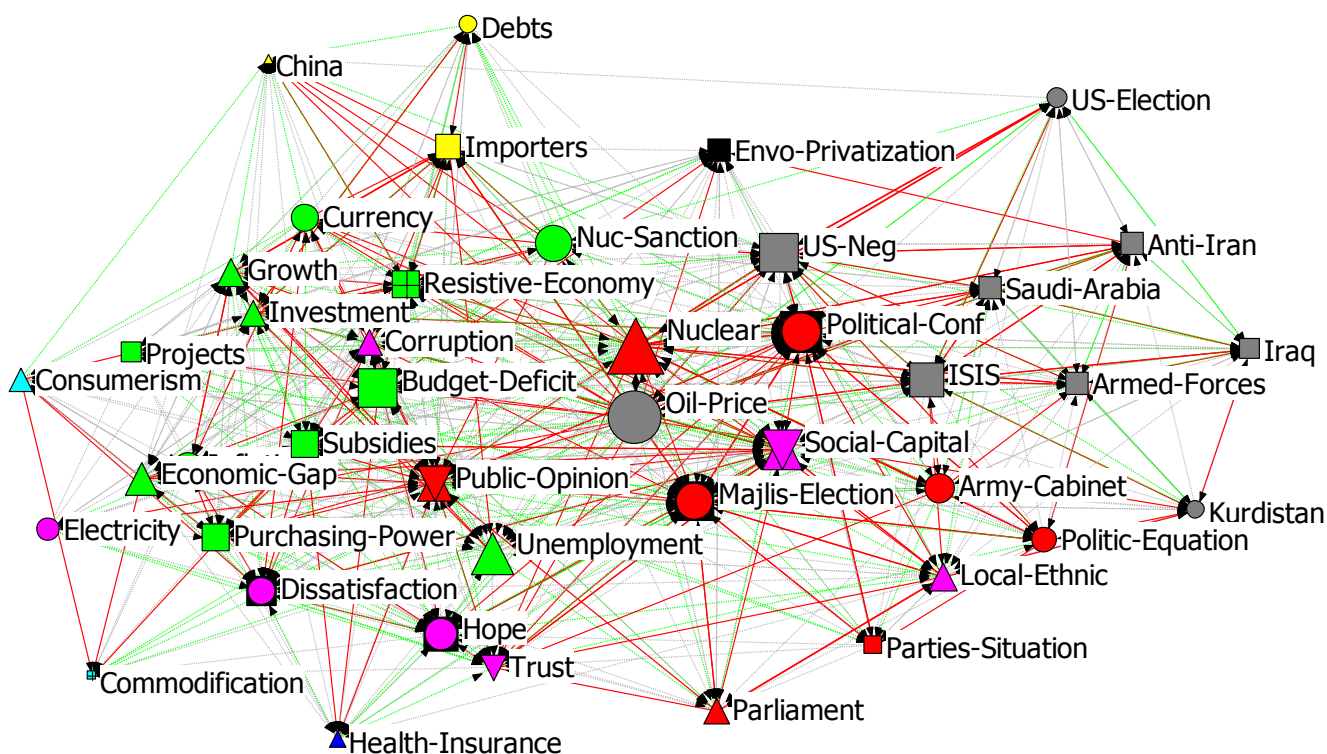 Debts
China
US-Election
Importers
Envo-Privatization
Currency
Nuc-Sanction
US-Neg
Anti-Iran
Growth
Resistive-Economy
Saudi-Arabia
Investment
Nuclear
Political-Conf
Corruption
Projects
Iraq
Consumerism
Budget-Deficit
ISIS
Armed-Forces
Oil-Price
Subsidies
Social-Capital
Economic-Gap
Public-Opinion
Majlis-Election
Army-Cabinet
Kurdistan
Electricity
Purchasing-Power
Unemployment
Politic-Equation
Dissatisfaction
Local-Ethnic
Hope
Parties-Situation
Trust
Commodification
Parliament
Health-Insurance